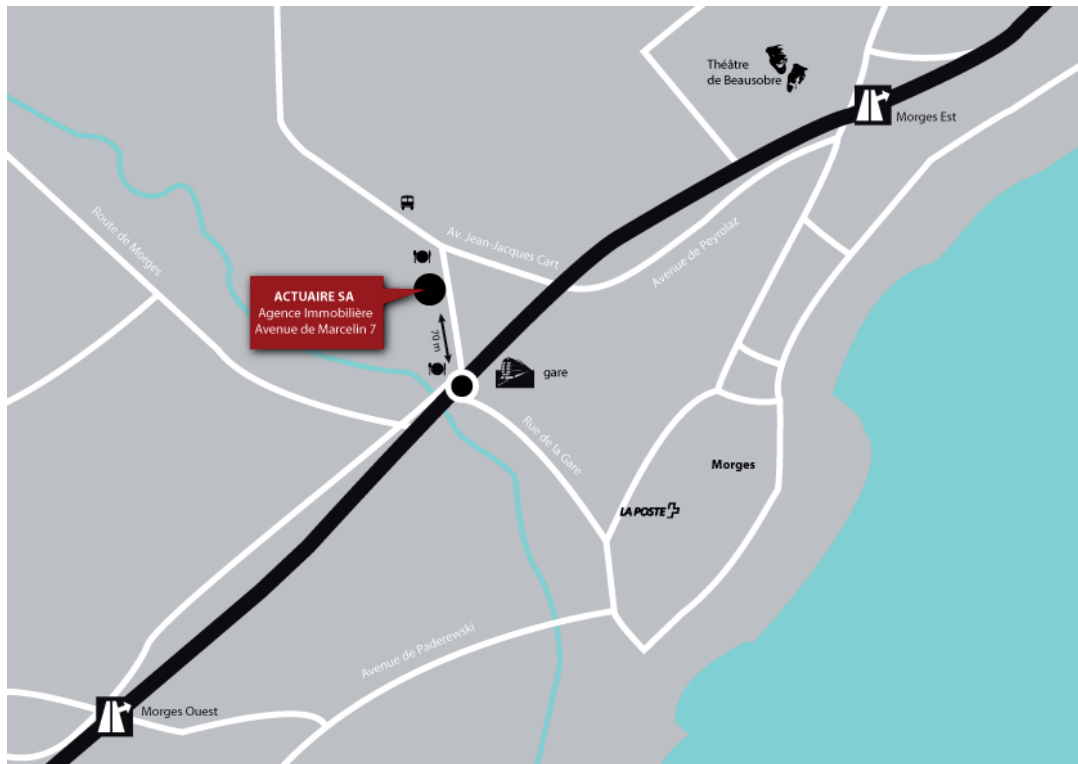 Théâtre
de Beausobre
Morges Est
Route de Morges
Av. Jean-Jacques Cart
Avenue de Peyrolaz
ACTUAIRE SA
Agence Immobilière
Avenue de Marcelin 7
70 m
gare
Rue de la Gare
Morges
LA POSTE
Avenue de Paderewski
Morges Ouest